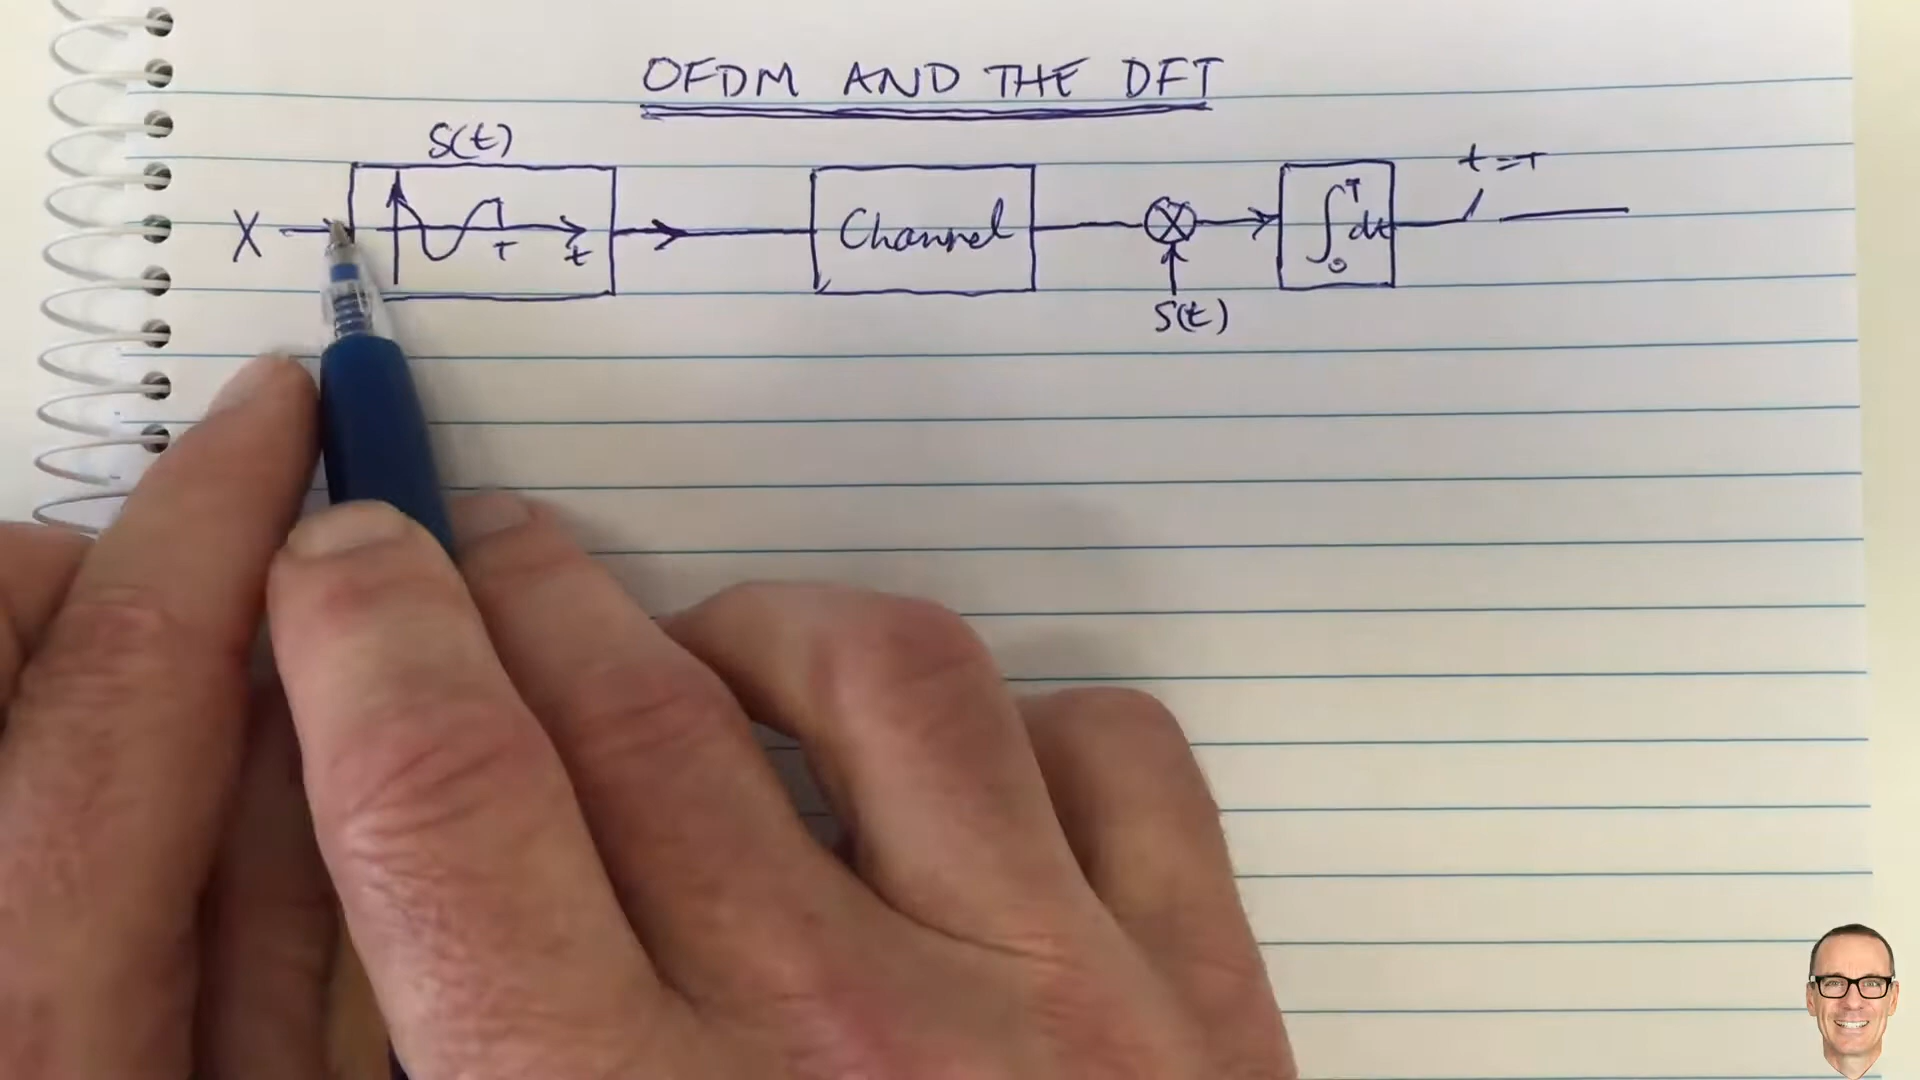 OFDM AND THE DFT
S(t)
t=T
X
T
t
Channel
∫₀ᵀ dt
S(t)